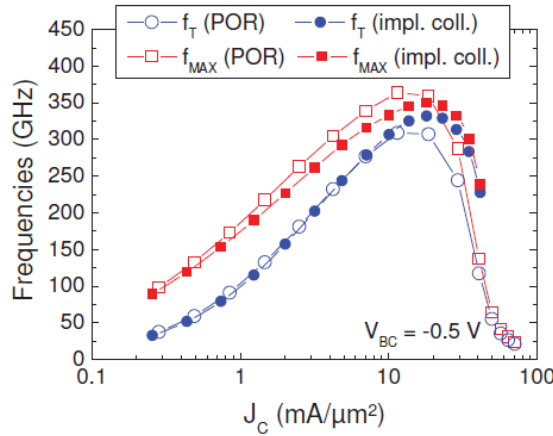 f_T (POR) f_T (impl. coll.)
f_MAX (POR) f_MAX (impl. coll.)
450
400
350
300
250
200
150
100
50
0
Frequencies (GHz)
V_BC = -0.5 V
0.1 1 10 100
J_C (mA/µm²)